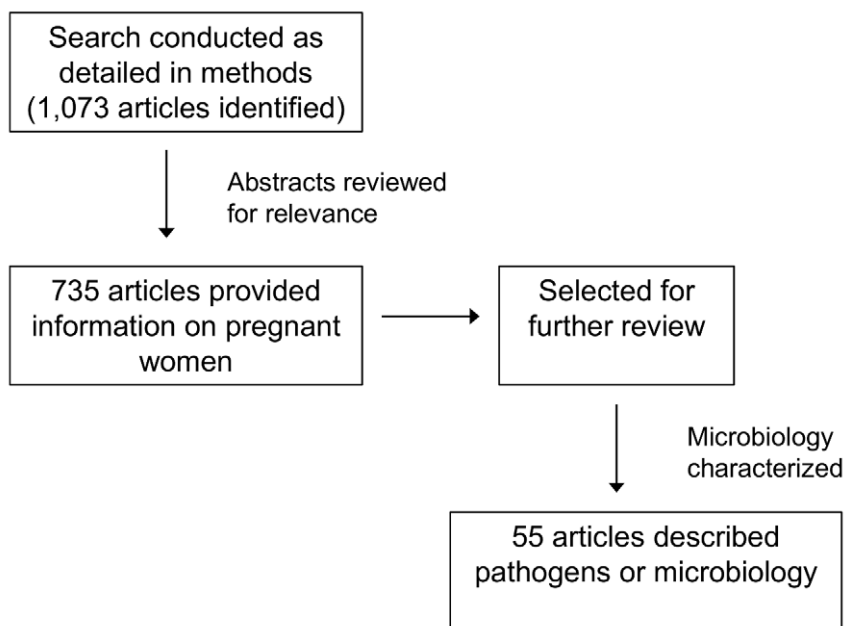 Search conducted as
detailed in methods
(1,073 articles identified)
Abstracts reviewed
for relevance
735 articles provided
information on pregnant
women
Selected for
further review
Microbiology
characterized
55 articles described
pathogens or microbiology